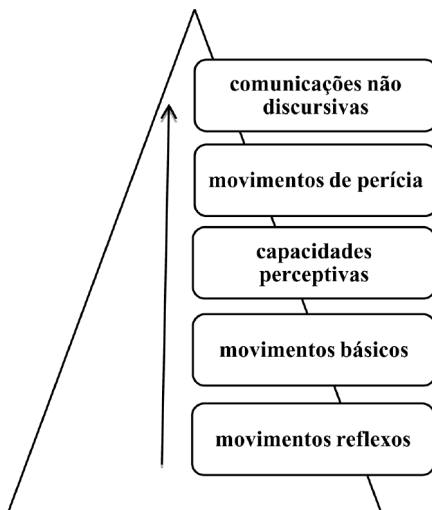 comunicações não
discursivas
movimentos de perícia
capacidades
perceptivas
movimentos básicos
movimentos reflexos